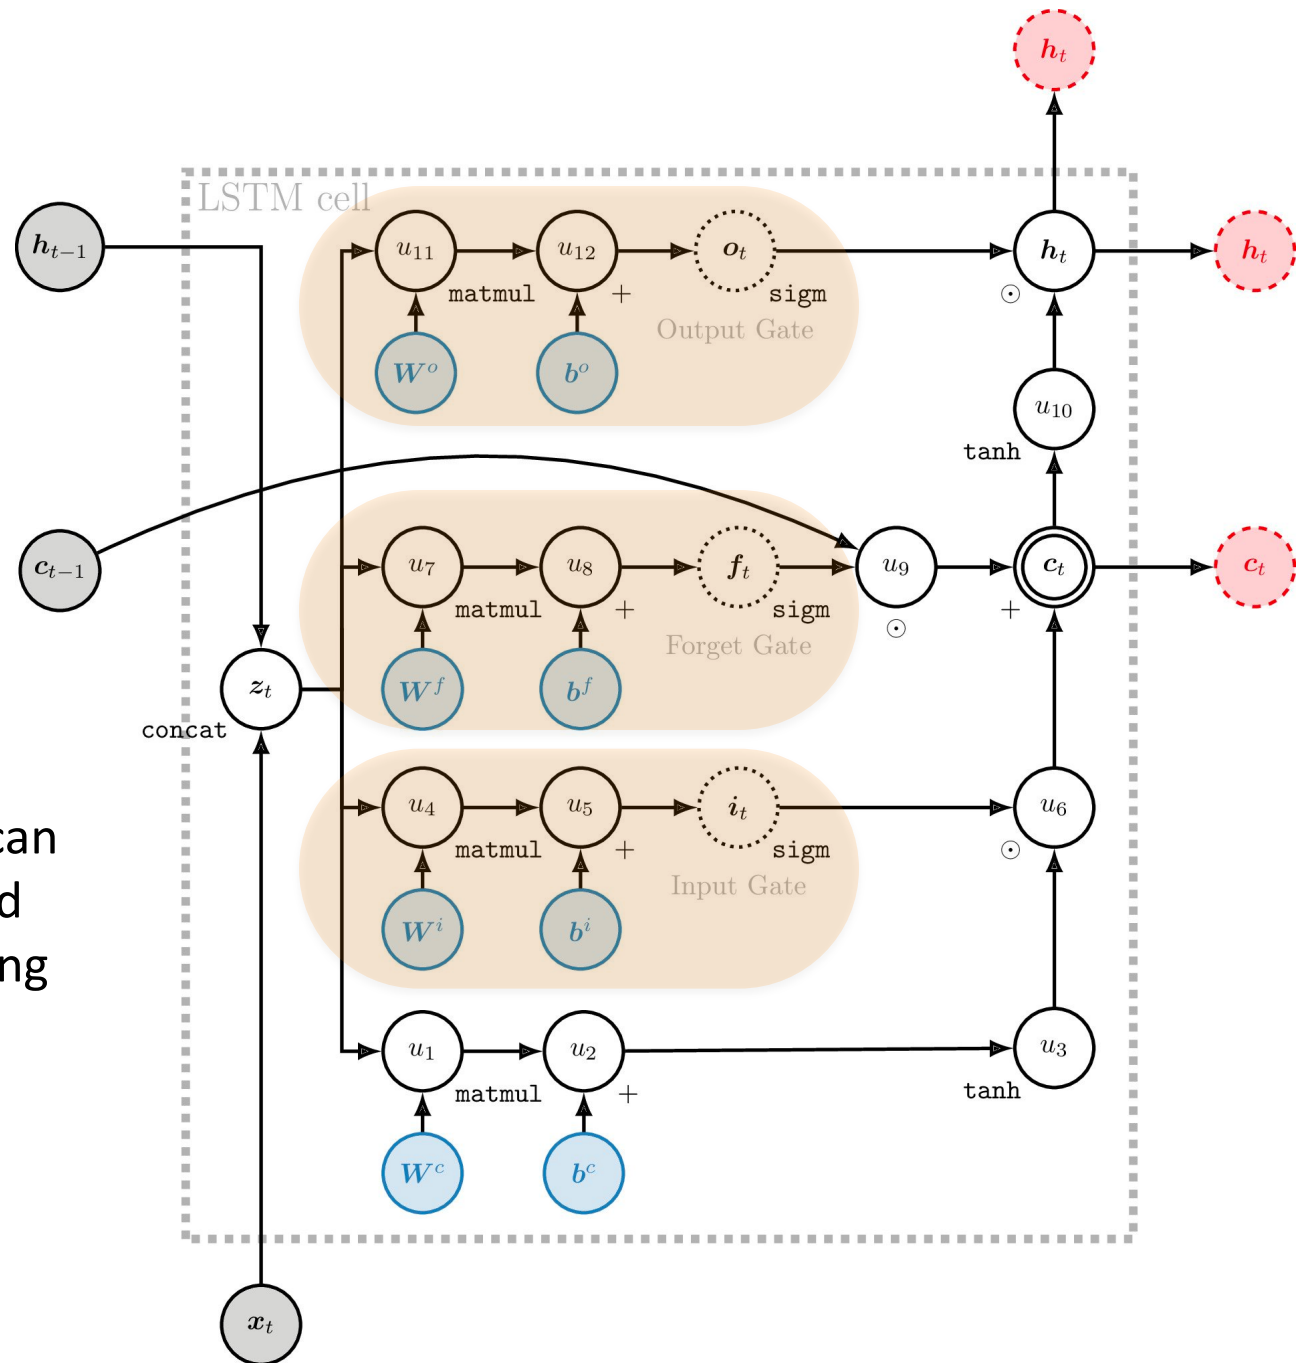 h_t
LSTM cell
h_{t−1} u_11 u_12 o_t h_t h_t
matmul + sigm ⊙
Output Gate
W^o b^o
u_10
tanh
c_{t−1} u_7 u_8 f_t u_9 c_t c_t
matmul + sigm ⊙ +
Forget Gate
z_t W^f b^f
concat
u_4 u_5 i_t u_6
can
matmul + sigm ⊙
Input Gate
d
W^i b^i
ng
u_1 u_2 u_3
matmul + tanh
W^c b^c
x_t